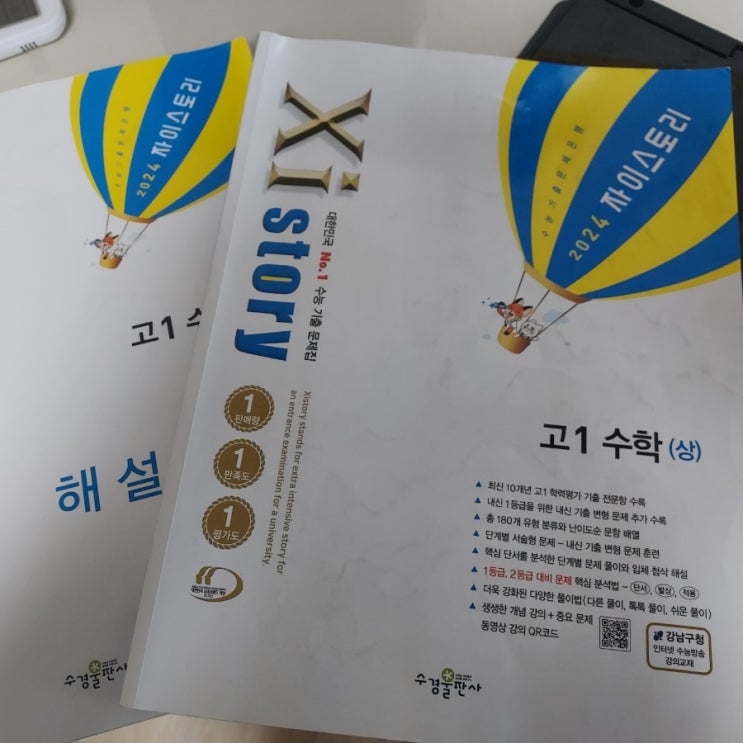 2024 자이스토리
고1
해설
수경출판사
Xi
story
대한민국 No.1 수능 기출 문제집
1
판매량
1
만족도
1
평가도
Xistory stands for extra intensive story for
an entrance examination for a university.
수능기출문제은행
2024 자이스토리
고1 수학(상)
최신 10개년 고1 학력평가 기출 전문항 수록
내신 1등급을 위한 내신 기출 변형 문제 추가 수록
총 180개 유형 분류와 난이도순 문항 배열
단계별 서술형 문제 – 내신 기출 변형 문제 훈련
핵심 단서를 분석한 단계별 문제 풀이와 입체 첨삭 해설
1등급, 2등급 대비 문제 핵심 분석법 – 단서, 발상, 적용
더욱 강화된 다양한 풀이법(다른 풀이, 톡톡 풀이, 쉬운 풀이)
생생한 개념 강의 + 중요 문제
동영상 강의 QR코드
강남구청
인터넷 수능방송
강의교재
수경출판사